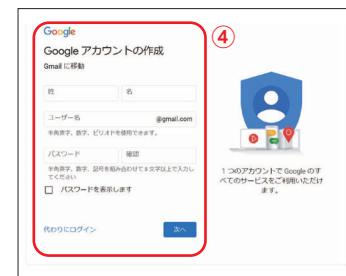 Google
Google アカウントの作成
Gmail に移動
姓
名
ユーザー名
@gmail.com
半角英字、数字、ピリオドを使用できます。
パスワード
確認
半角英字、数字、記号を組み合わせて 8 文字以上で入力し
てください
パスワードを表示します
代わりにログイン
次へ
④
1 つのアカウントで Google のす
べてのサービスをご利用いただけ
ます。